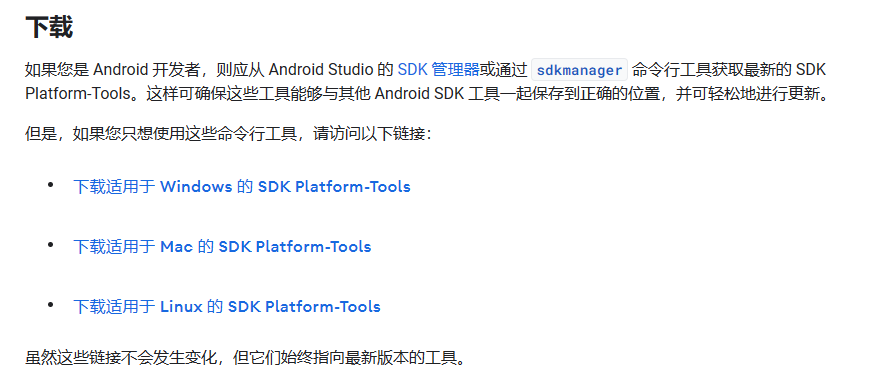 下载
如果您是 Android 开发者，则应从 Android Studio 的 SDK 管理器或通过 sdkmanager 命令行工具获取最新的 SDK
Platform-Tools。这样可确保这些工具能够与其他 Android SDK 工具一起保存到正确的位置，并可轻松地进行更新。
但是，如果您只想使用这些命令行工具，请访问以下链接：
• 下载适用于 Windows 的 SDK Platform-Tools
• 下载适用于 Mac 的 SDK Platform-Tools
• 下载适用于 Linux 的 SDK Platform-Tools
虽然这些链接不会发生变化，但它们始终指向最新版本的工具。